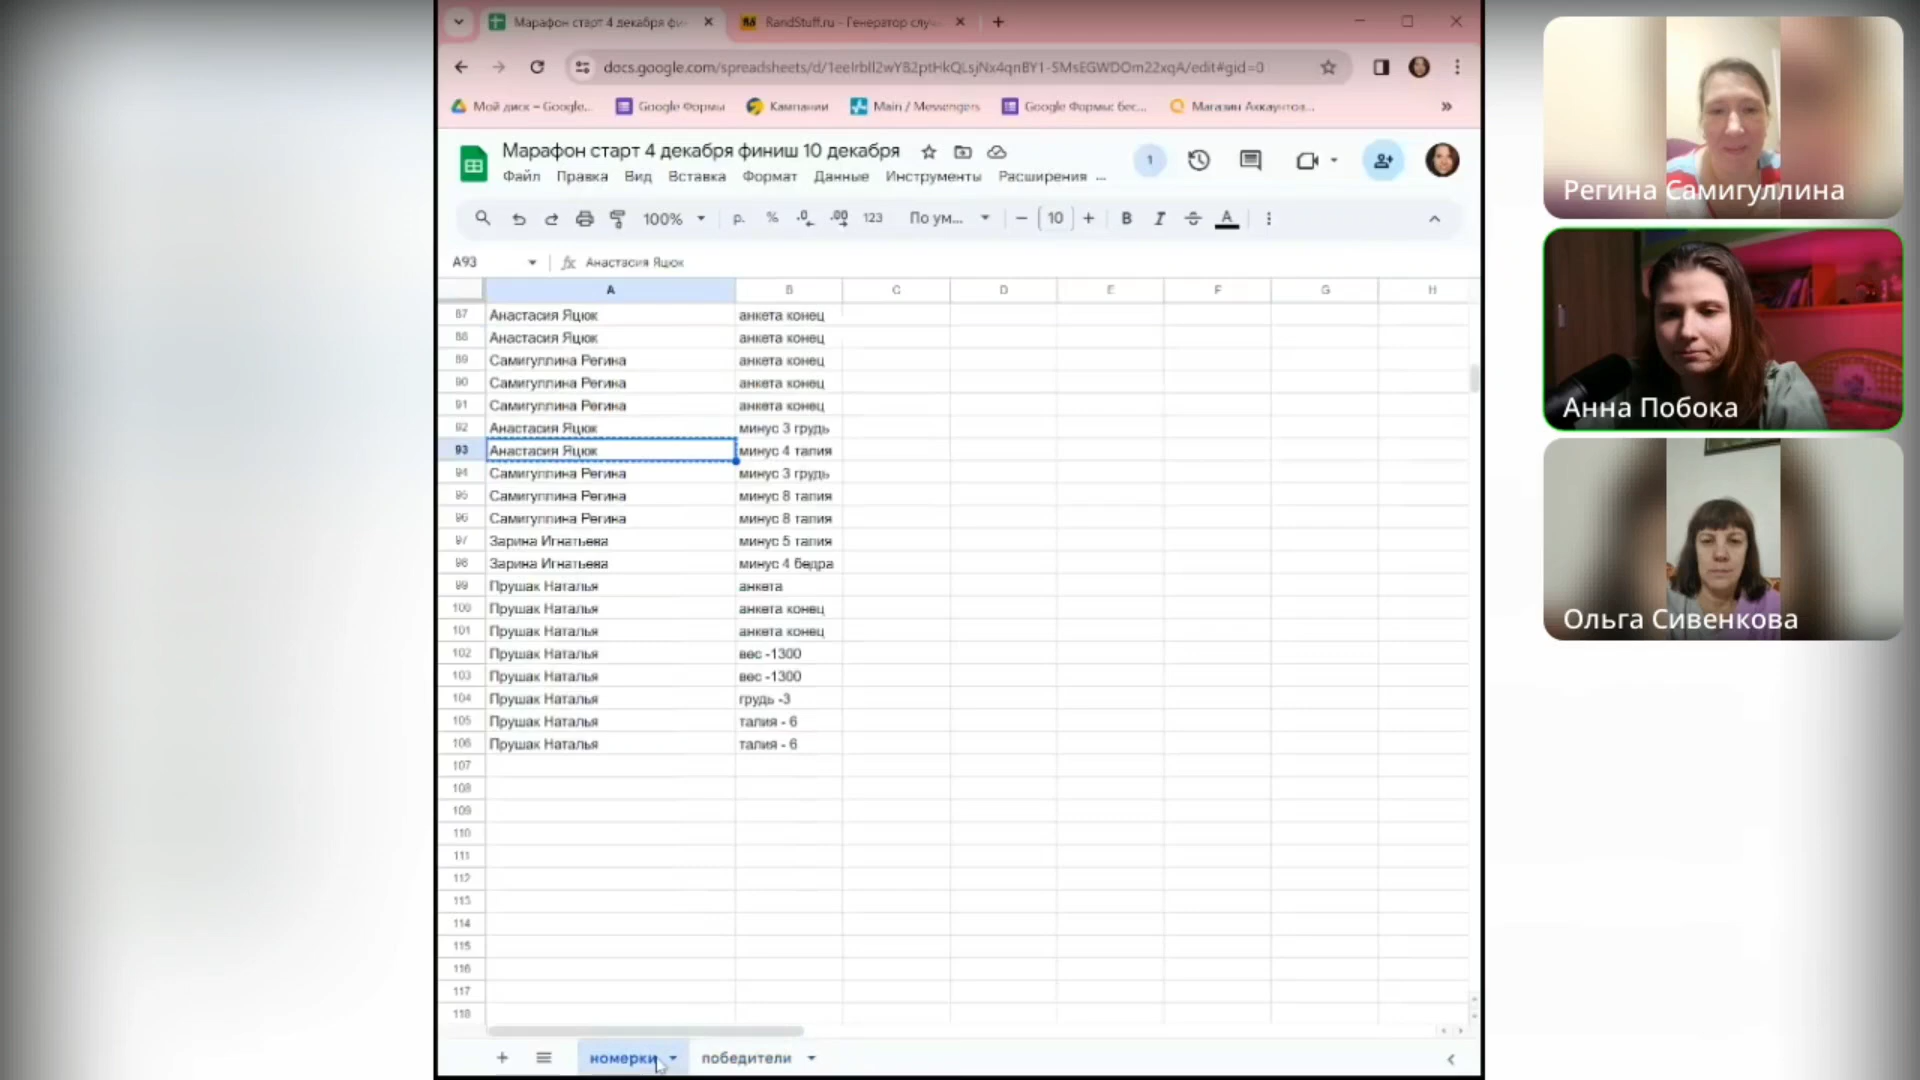 Марафон старт 4 декабря фи
RandStuff.ru - Генератор слу
docs.google.com/spreadsheets/d/
Мой диск – Google...
Google Формы
Кампании
Main / Messengers
Google Формы: бес...
Магазин Аккаунтов...
Марафон старт 4 декабря финиш 10 декабря
1
Файл Правка Вид Вставка Формат Данные Инструменты Расширения ...
100% р. % .0 .00 123 По ум... − 10 + B I A
A93 fx Анастасия Яцюк
A B C D E F G H
87 Анастасия Яцюк анкета конец
88 Анастасия Яцюк анкета конец
89 Самигуллина Регина анкета конец
90 Самигуллина Регина анкета конец
91 Самигуллина Регина анкета конец
92 Анастасия Яцюк минус 3 грудь
93 Анастасия Яцюк минус 4 талия
94 Самигуллина Регина минус 3 грудь
95 Самигуллина Регина минус 8 талия
96 Самигуллина Регина минус 8 талия
97 Зарина Игнатьева минус 5 талия
98 Зарина Игнатьева минус 4 бедра
99 Прушак Наталья анкета
100 Прушак Наталья анкета конец
101 Прушак Наталья анкета конец
102 Прушак Наталья вес -1300
103 Прушак Наталья вес -1300
104 Прушак Наталья грудь -3
105 Прушак Наталья талия - 6
106 Прушак Наталья талия - 6
107
108
109
110
111
112
113
114
115
116
117
118
+ номерки победители
Регина Самигуллина
Анна Побока
Ольга Сивенкова